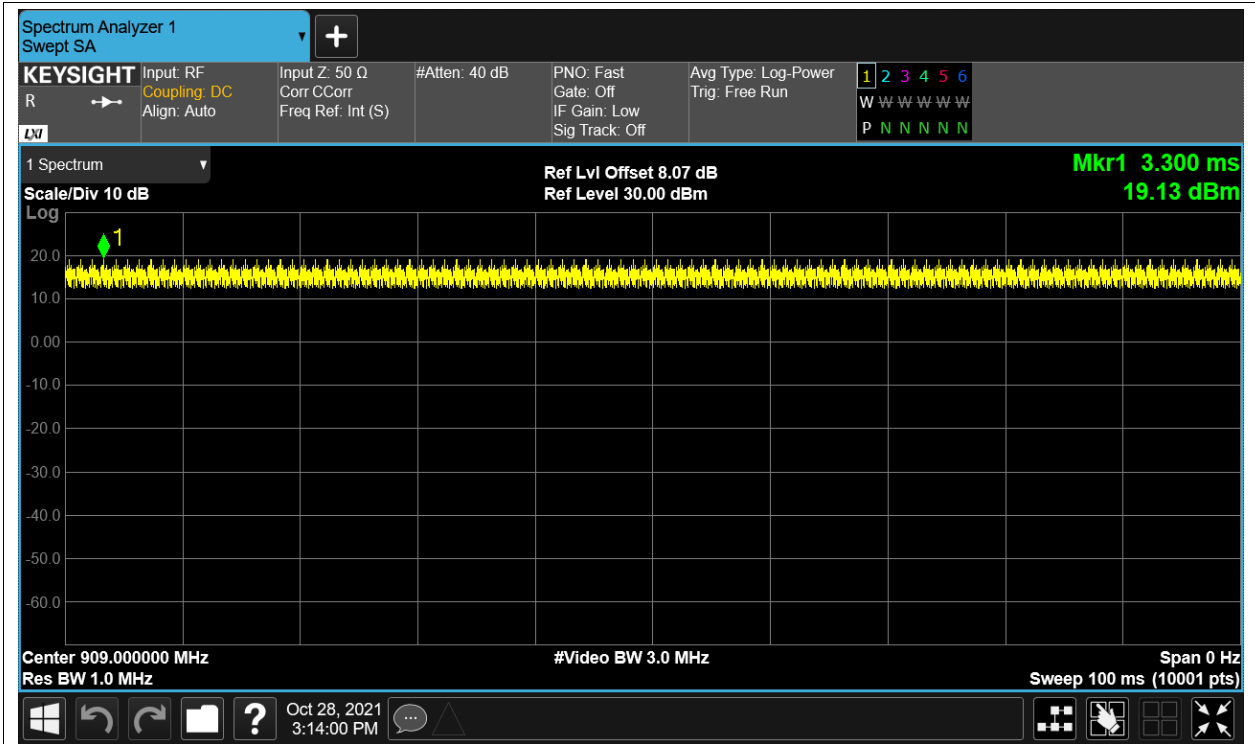 Spectrum Analyzer 1
Swept SA
KEYSIGHT
R
LXI
Input: RF
Coupling: DC
Align: Auto
Input Z: 50 Ω
Corr CCorr
Freq Ref: Int (S)
#Atten: 40 dB
PNO: Fast
Gate: Off
IF Gain: Low
Sig Track: Off
Avg Type: Log-Power
Trig: Free Run
1 2 3 4 5 6
W W W W W W
P N N N N N
1 Spectrum
Scale/Div 10 dB
Log
Ref Lvl Offset 8.07 dB
Ref Level 30.00 dBm
Mkr1 3.300 ms
19.13 dBm
1
20.0
10.0
0.00
-10.0
-20.0
-30.0
-40.0
-50.0
-60.0
Center 909.000000 MHz
#Video BW 3.0 MHz
Span 0 Hz
Res BW 1.0 MHz
Sweep 100 ms (10001 pts)
?
Oct 28, 2021
3:14:00 PM